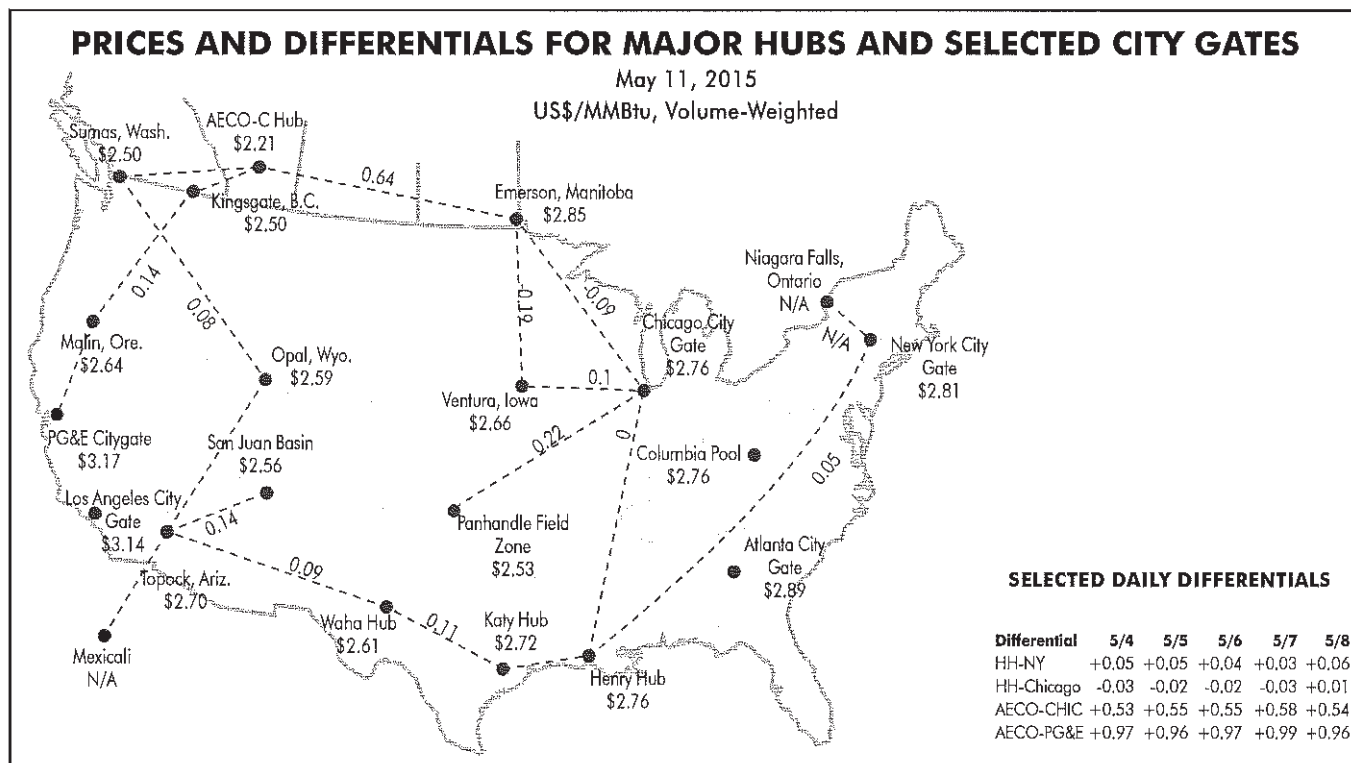 PRICES AND DIFFERENTIALS FOR MAJOR HUBS AND SELECTED CITY GATES
May 11, 2015
US$/MMBtu, Volume-Weighted
AECO-C Hub
$2.21
Sumas, Wash.
$2.50
0.64
Emerson, Manitoba
$2.85
Kingsgate, B.C.
$2.50
Niagara Falls,
Ontario
N/A
N/A
0.14
0.08
0.19
-0.09
Chicago City
Gate
$2.76
New York City
Gate
$2.81
Malin, Ore.
$2.64
Opal, Wyo.
$2.59
Ventura, Iowa
$2.66
0.1
PG&E Citygate
$3.17
San Juan Basin
$2.56
0.22
0
Columbia Pool
$2.76
0.05
Los Angeles City
Gate
$3.14
0.14
Panhandle Field
Zone
$2.53
Atlanta City
Gate
$2.89
Topock, Ariz.
$2.70
0.09
Waha Hub
$2.61
0.11
Katy Hub
$2.72
Henry Hub
$2.76
Mexicali
N/A
SELECTED DAILY DIFFERENTIALS
Differential 5/4 5/5 5/6 5/7 5/8
HH-NY +0.05 +0.05 +0.04 +0.03 +0.06
HH-Chicago -0.03 -0.02 -0.02 -0.03 +0.01
AECO-CHIC +0.53 +0.55 +0.55 +0.58 +0.54
AECO-PG&E +0.97 +0.96 +0.97 +0.99 +0.96